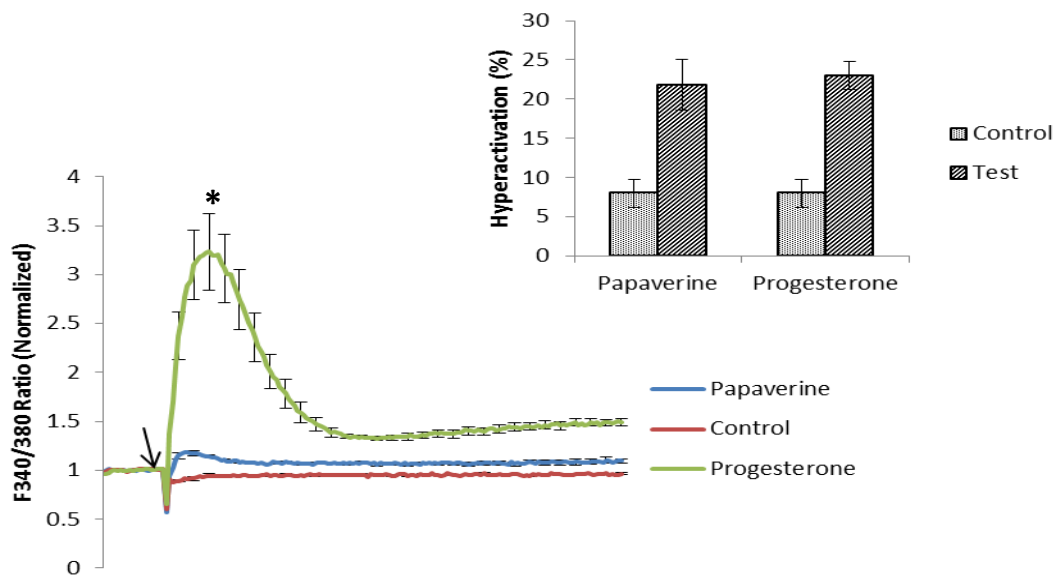 30
25
20
15
10
5
0
Hyperactivation (%)
Papaverine Progesterone
Control
Test
4
3.5
3
2.5
2
1.5
1
0.5
0
F340/380 Ratio (Normalized)
*
Papaverine
Control
Progesterone